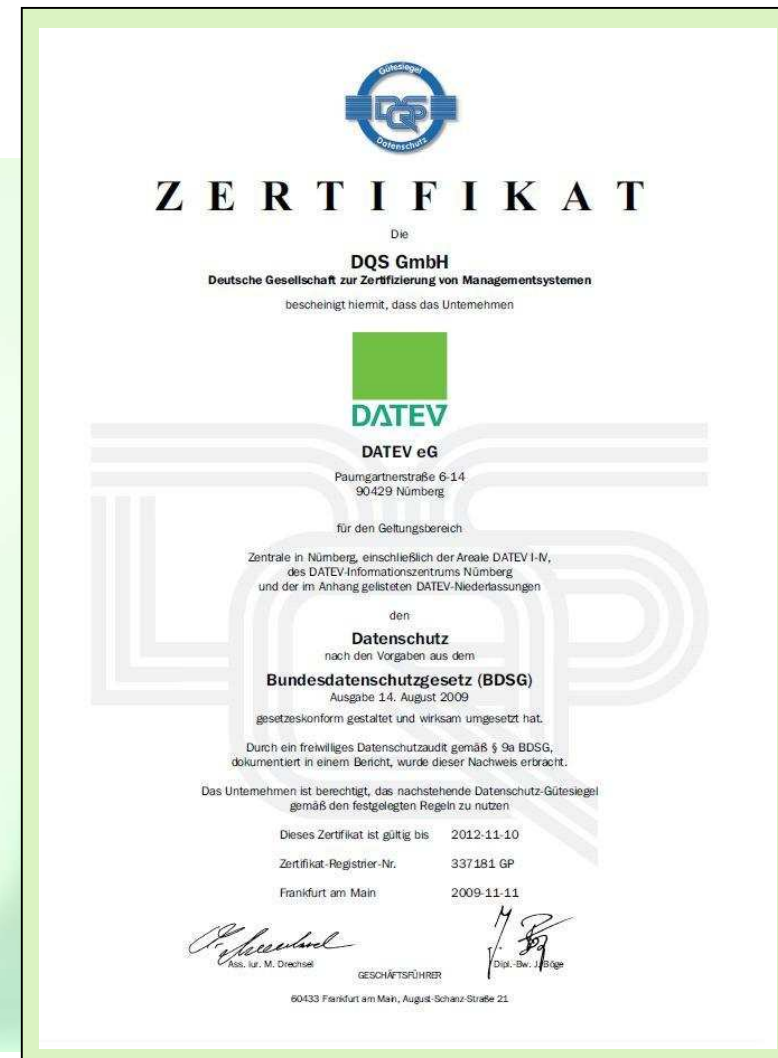 Gütesiegel
DQS
Datenschutz
ZERTIFIKAT
Die
DQS GmbH
Deutsche Gesellschaft zur Zertifizierung von Managementsystemen
bescheinigt hiermit, dass das Unternehmen
DATEV
DATEV eG
Paumgartnerstraße 6-14
90429 Nürnberg
für den Geltungsbereich
Zentrale in Nürnberg, einschließlich der Areale DATEV I-IV,
des DATEV-Informationszentrums Nürnberg
und der im Anhang gelisteten DATEV-Niederlassungen
den
Datenschutz
nach den Vorgaben aus dem
Bundesdatenschutzgesetz (BDSG)
Ausgabe 14. August 2009
gesetzeskonform gestaltet und wirksam umgesetzt hat.
Durch ein freiwilliges Datenschutzaudit gemäß § 9a BDSG,
dokumentiert in einem Bericht, wurde dieser Nachweis erbracht.
Das Unternehmen ist berechtigt, das nachstehende Datenschutz-Gütesiegel
gemäß den festgelegten Regeln zu nutzen
Dieses Zertifikat ist gültig bis 2012-11-10
Zertifikat-Registrier-Nr. 337181 GP
Frankfurt am Main 2009-11-11
Ass. iur. M. Drechsel
Dipl.-Bw. J. Böge
GESCHÄFTSFÜHRER
60433 Frankfurt am Main, August-Schanz-Straße 21